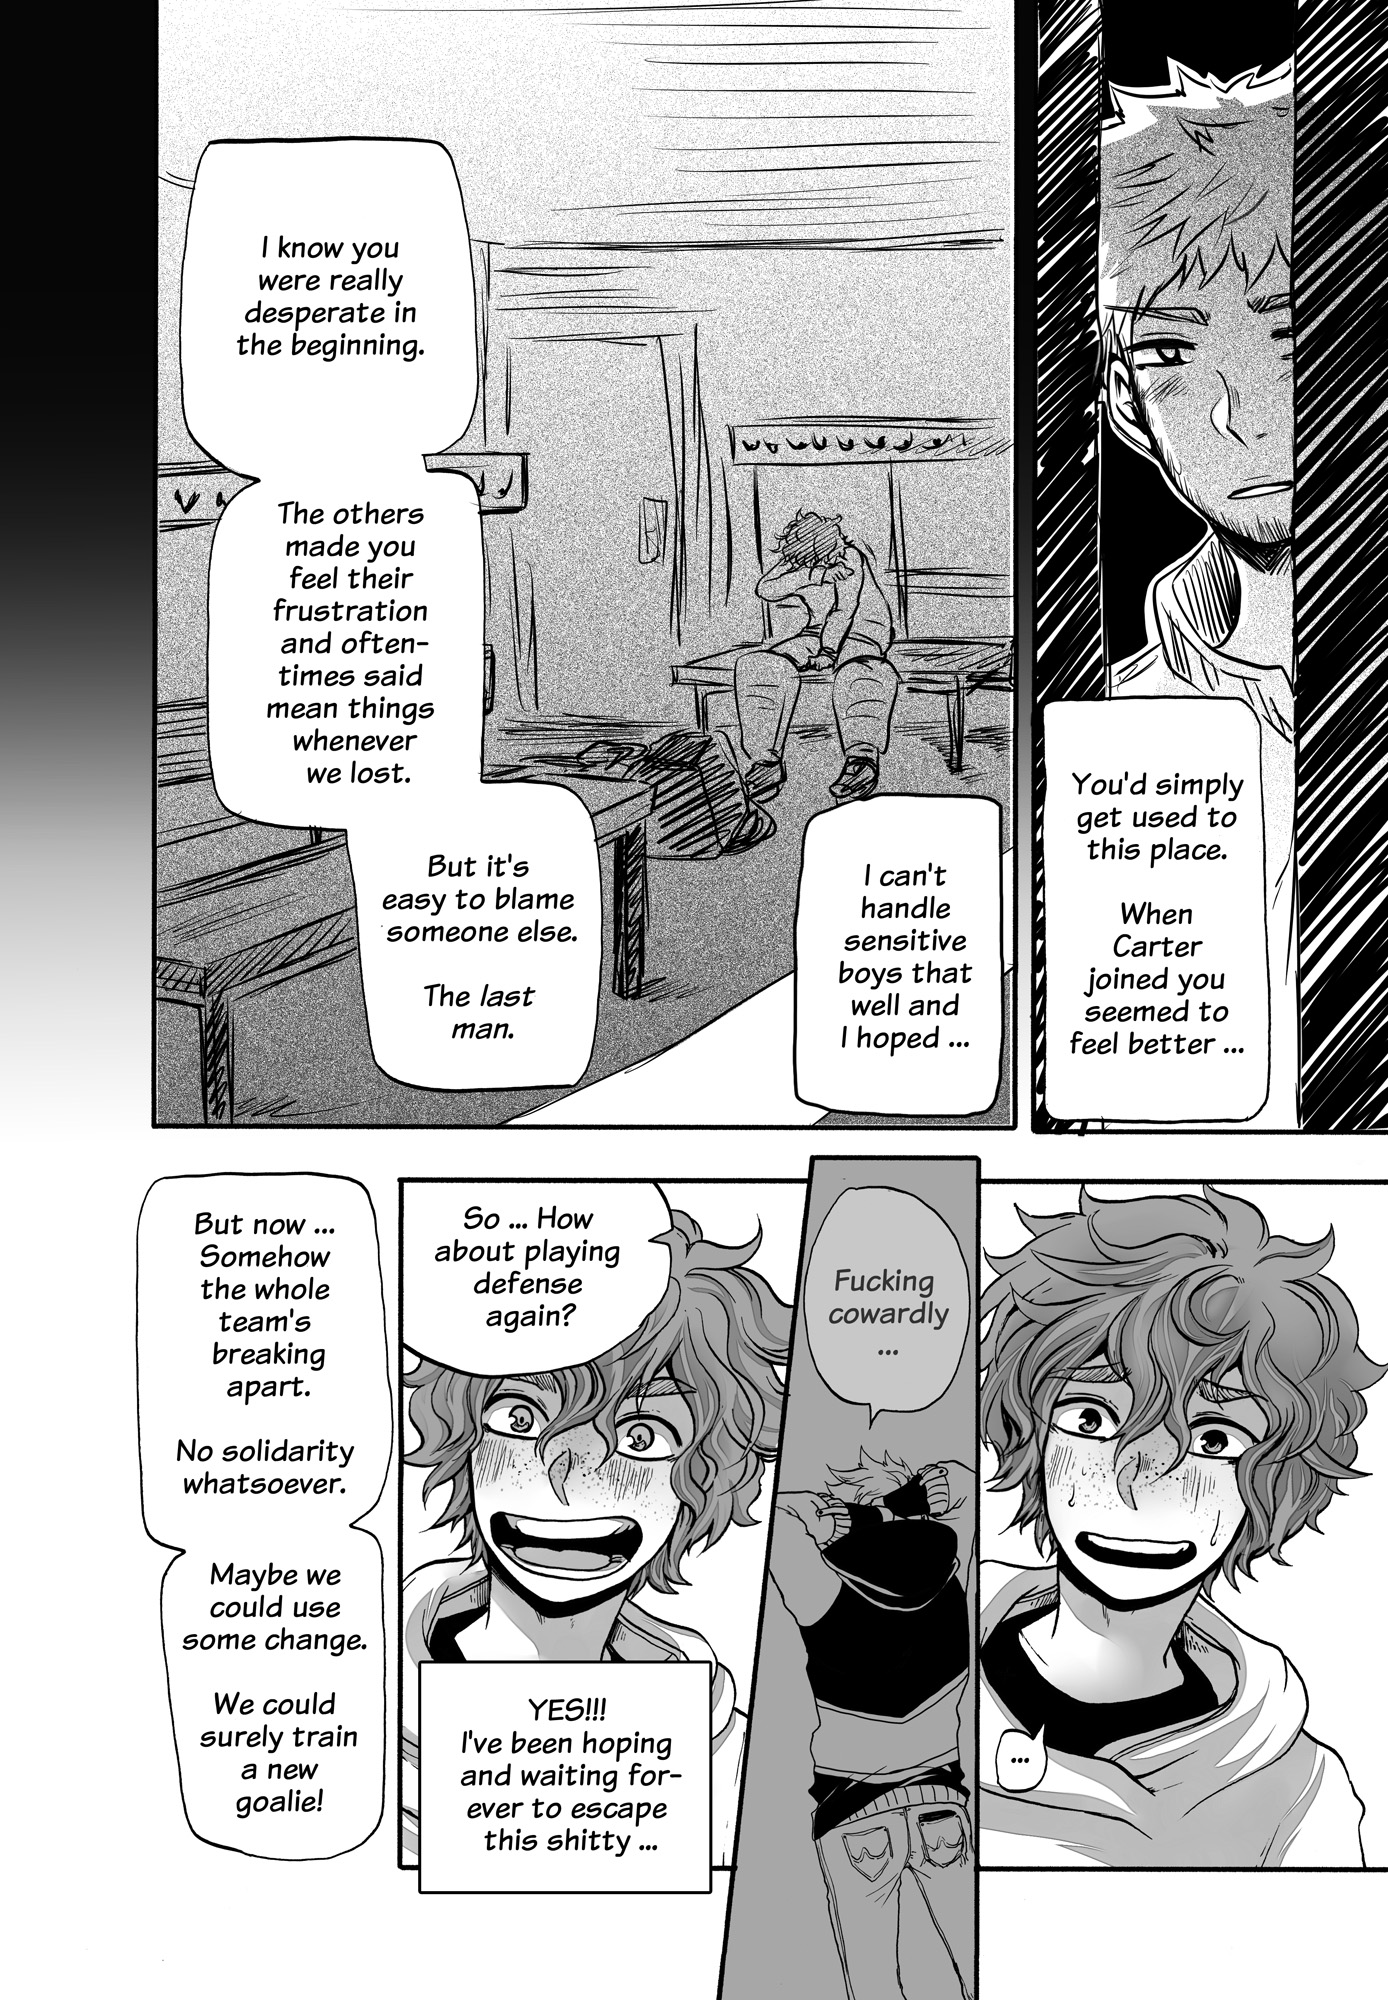 I know you
were really
desperate in
the beginning.
The others
made you
feel their
frustration
and often-
times said
mean things
whenever
we lost.
But it's
easy to blame
someone else.
The last
man.
I can't
handle
sensitive
boys that
well and
I hoped ...
You'd simply
get used to
this place.
When
Carter
joined you
seemed to
feel better ...
But now ...
Somehow
the whole
team's
breaking
apart.
No solidarity
whatsoever.
Maybe we
could use
some change.
We could
surely train
a new
goalie!
So ... How
about playing
defense
again?
YES!!!
I've been hoping
and waiting for-
ever to escape
this shitty ...
Fucking
cowardly
...
...